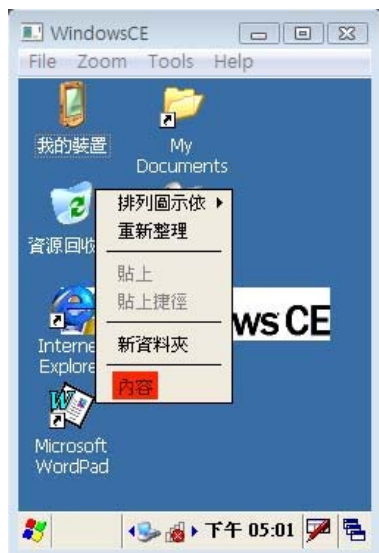 WindowsCE
File Zoom Tools Help
我的裝置
My
Documents
資源回收
排列圖示依
重新整理
貼上
貼上捷徑
新資料夾
內容
ws CE
Interne
Explore
Microsoft
WordPad
下午 05:01